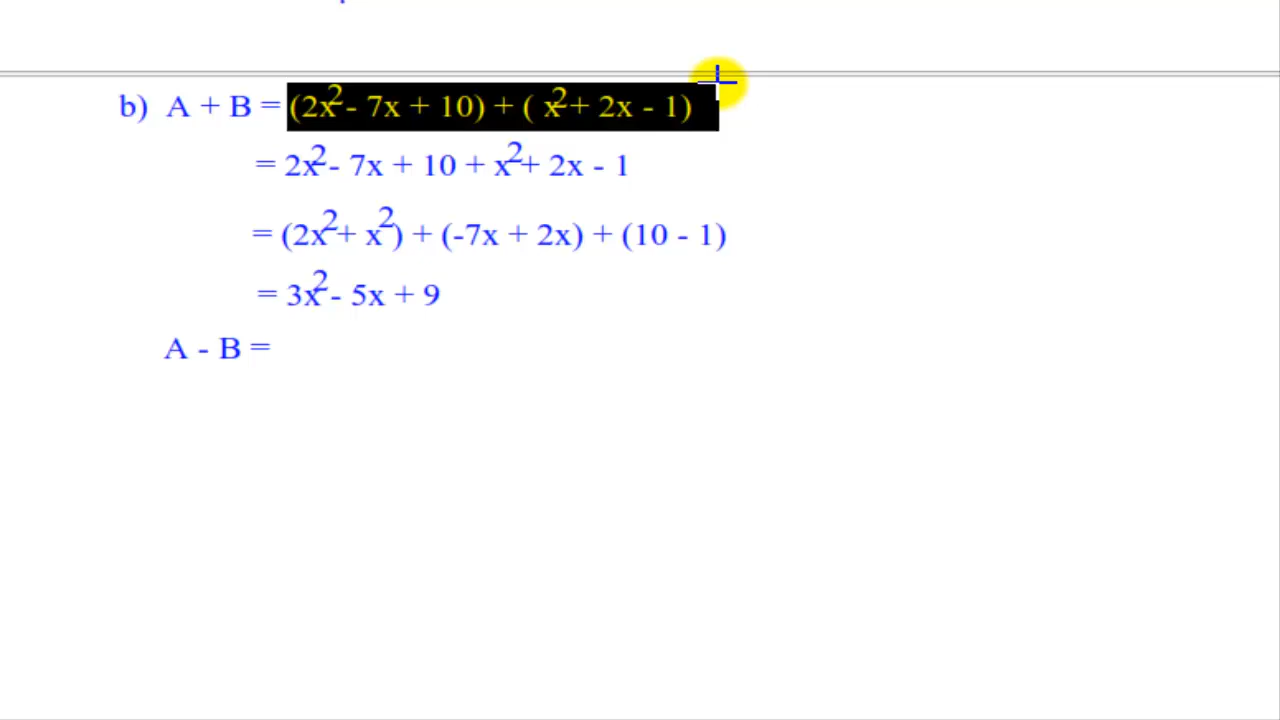 b) A + B = (2x² - 7x + 10) + ( x² + 2x - 1)
= 2x² - 7x + 10 + x² + 2x - 1
= (2x² + x²) + (-7x + 2x) + (10 - 1)
= 3x² - 5x + 9
A - B =